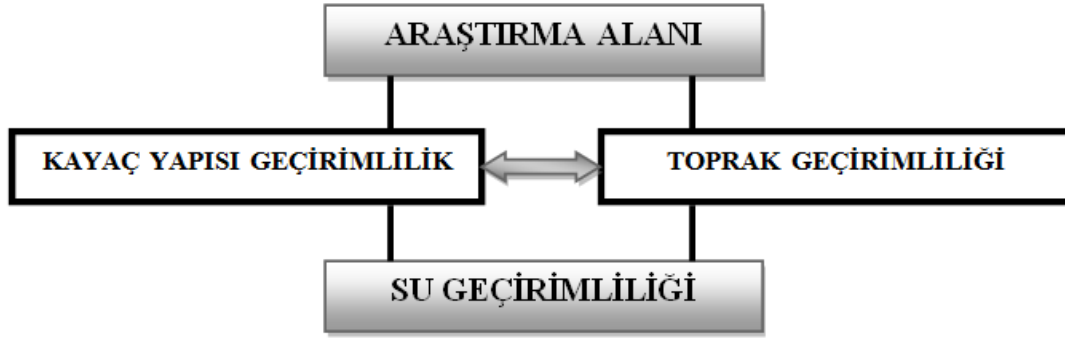 ARAŞTIRMA ALANI
KAYAÇ YAPISI GEÇİRİMLİLİK
TOPRAK GEÇİRİMLİLİĞİ
SU GEÇİRİMLİLİĞİ